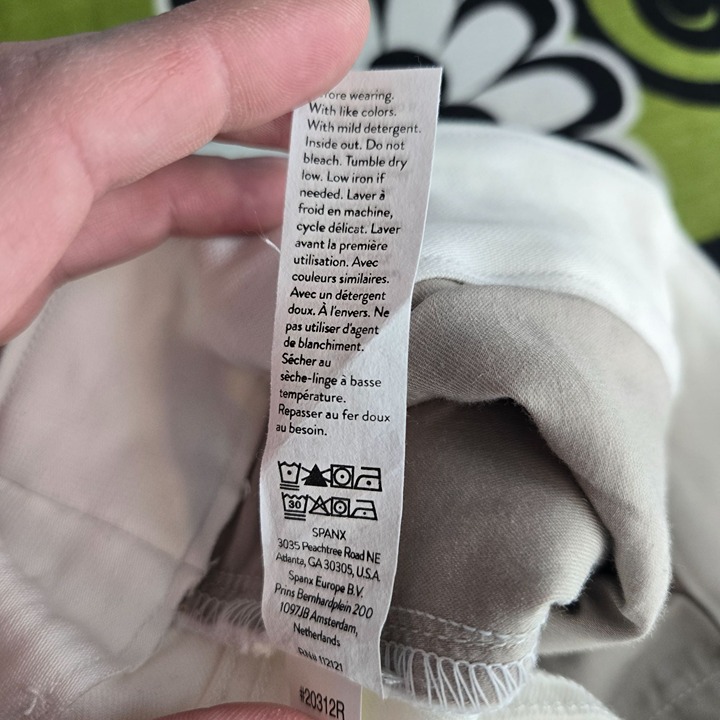 wearing.
With like colors.
With mild detergent.
Inside out. Do not
bleach. Tumble dry
low. Low iron if
needed. Laver à
froid en machine,
cycle délicat. Laver
avant la première
utilisation. Avec
couleurs similaires.
Avec un détergent
doux. À l'envers. Ne
pas utiliser d'agent
de blanchiment.
Sécher au
sèche-linge à basse
température.
Repasser au fer doux
au besoin.
30
SPANX
3035 Peachtree Road NE
Atlanta, GA 30305, U.S.A
Spanx Europe B.V.
Prins Bernhardplein 200
1097JB Amsterdam,
Netherlands
RN# 112121
#20312R